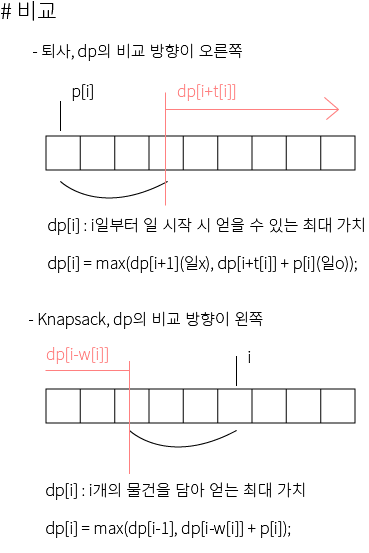 # 비교
- 퇴사, dp의 비교 방향이 오른쪽
p[i] dp[i+t[i]]
dp[i] : i일부터 일 시작 시 얻을 수 있는 최대 가치
dp[i] = max(dp[i+1](일x), dp[i+t[i]] + p[i](일o));
- Knapsack, dp의 비교 방향이 왼쪽
dp[i-w[i]] i
dp[i] : i개의 물건을 담아 얻는 최대 가치
dp[i] = max(dp[i-1], dp[i-w[i]] + p[i]);